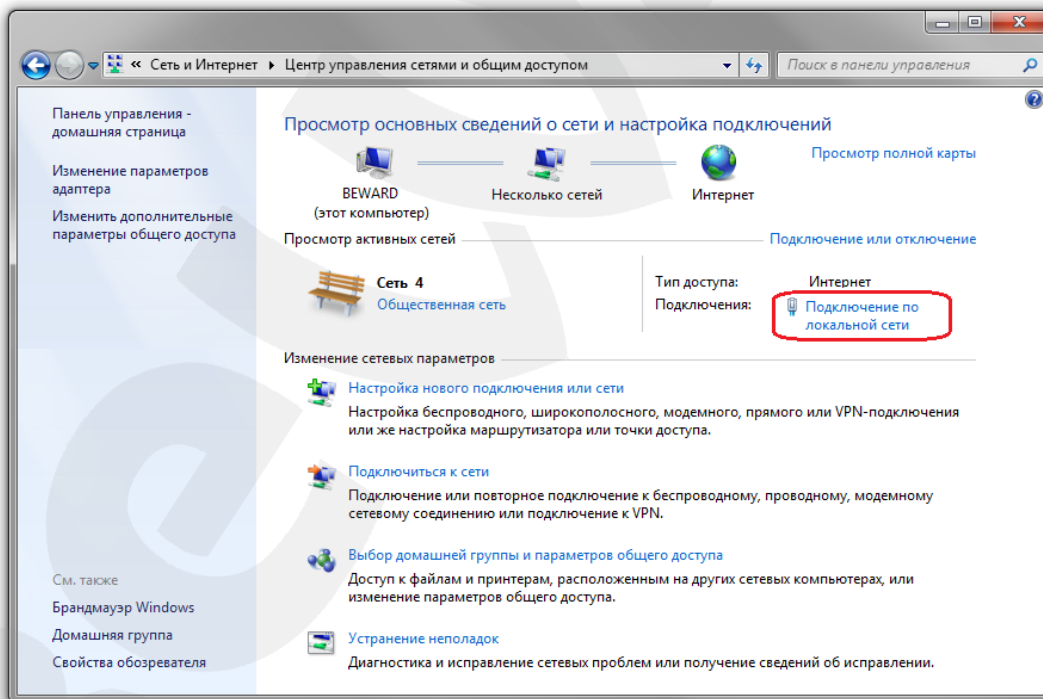 « Сеть и Интернет ▸ Центр управления сетями и общим доступом
Поиск в панели управления
Панель управления -
домашняя страница
Изменение параметров
адаптера
Изменить дополнительные
параметры общего доступа
Просмотр основных сведений о сети и настройка подключений
Просмотр полной карты
BEWARD
(этот компьютер)
Несколько сетей
Интернет
Просмотр активных сетей
Подключение или отключение
Сеть 4
Общественная сеть
Тип доступа: Интернет
Подключения: Подключение по
локальной сети
Изменение сетевых параметров
Настройка нового подключения или сети
Настройка беспроводного, широкополосного, модемного, прямого или VPN-подключения
или же настройка маршрутизатора или точки доступа.
Подключиться к сети
Подключение или повторное подключение к беспроводному, проводному, модемному
сетевому соединению или подключение к VPN.
Выбор домашней группы и параметров общего доступа
Доступ к файлам и принтерам, расположенным на других сетевых компьютерах, или
изменение параметров общего доступа.
Устранение неполадок
Диагностика и исправление сетевых проблем или получение сведений об исправлении.
См. также
Брандмауэр Windows
Домашняя группа
Свойства обозревателя